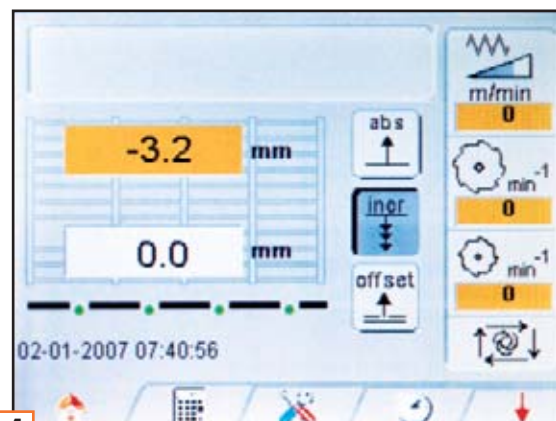 m/min
0
abs
-3.2 mm
min-1
0
incr
0.0 mm
offset
min-1
0
02-01-2007 07:40:56